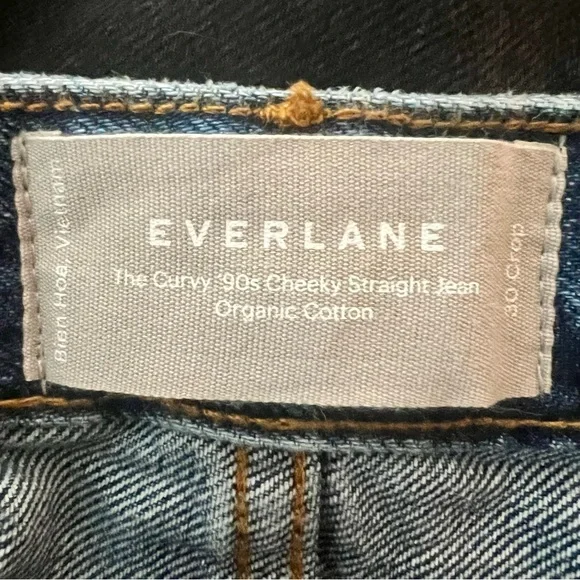 EVERLANE
The Curvy '90s Cheeky Straight Jean
Organic Cotton
Bien Hoa, Vietnam
30 Crop